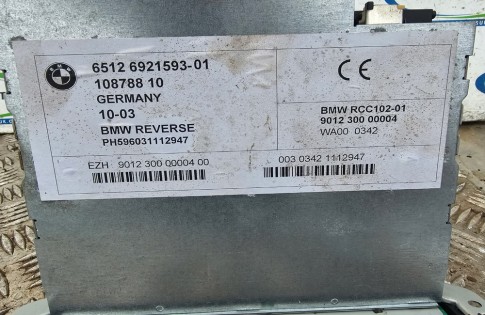 BMW
6512 6921593-01
108788 10
GERMANY
10-03
BMW REVERSE
PH596031112947
EZH 9012 300 00004 00
CE
BMW RCC102-01
9012 300 00004
WA00 0342
003 0342 1112947